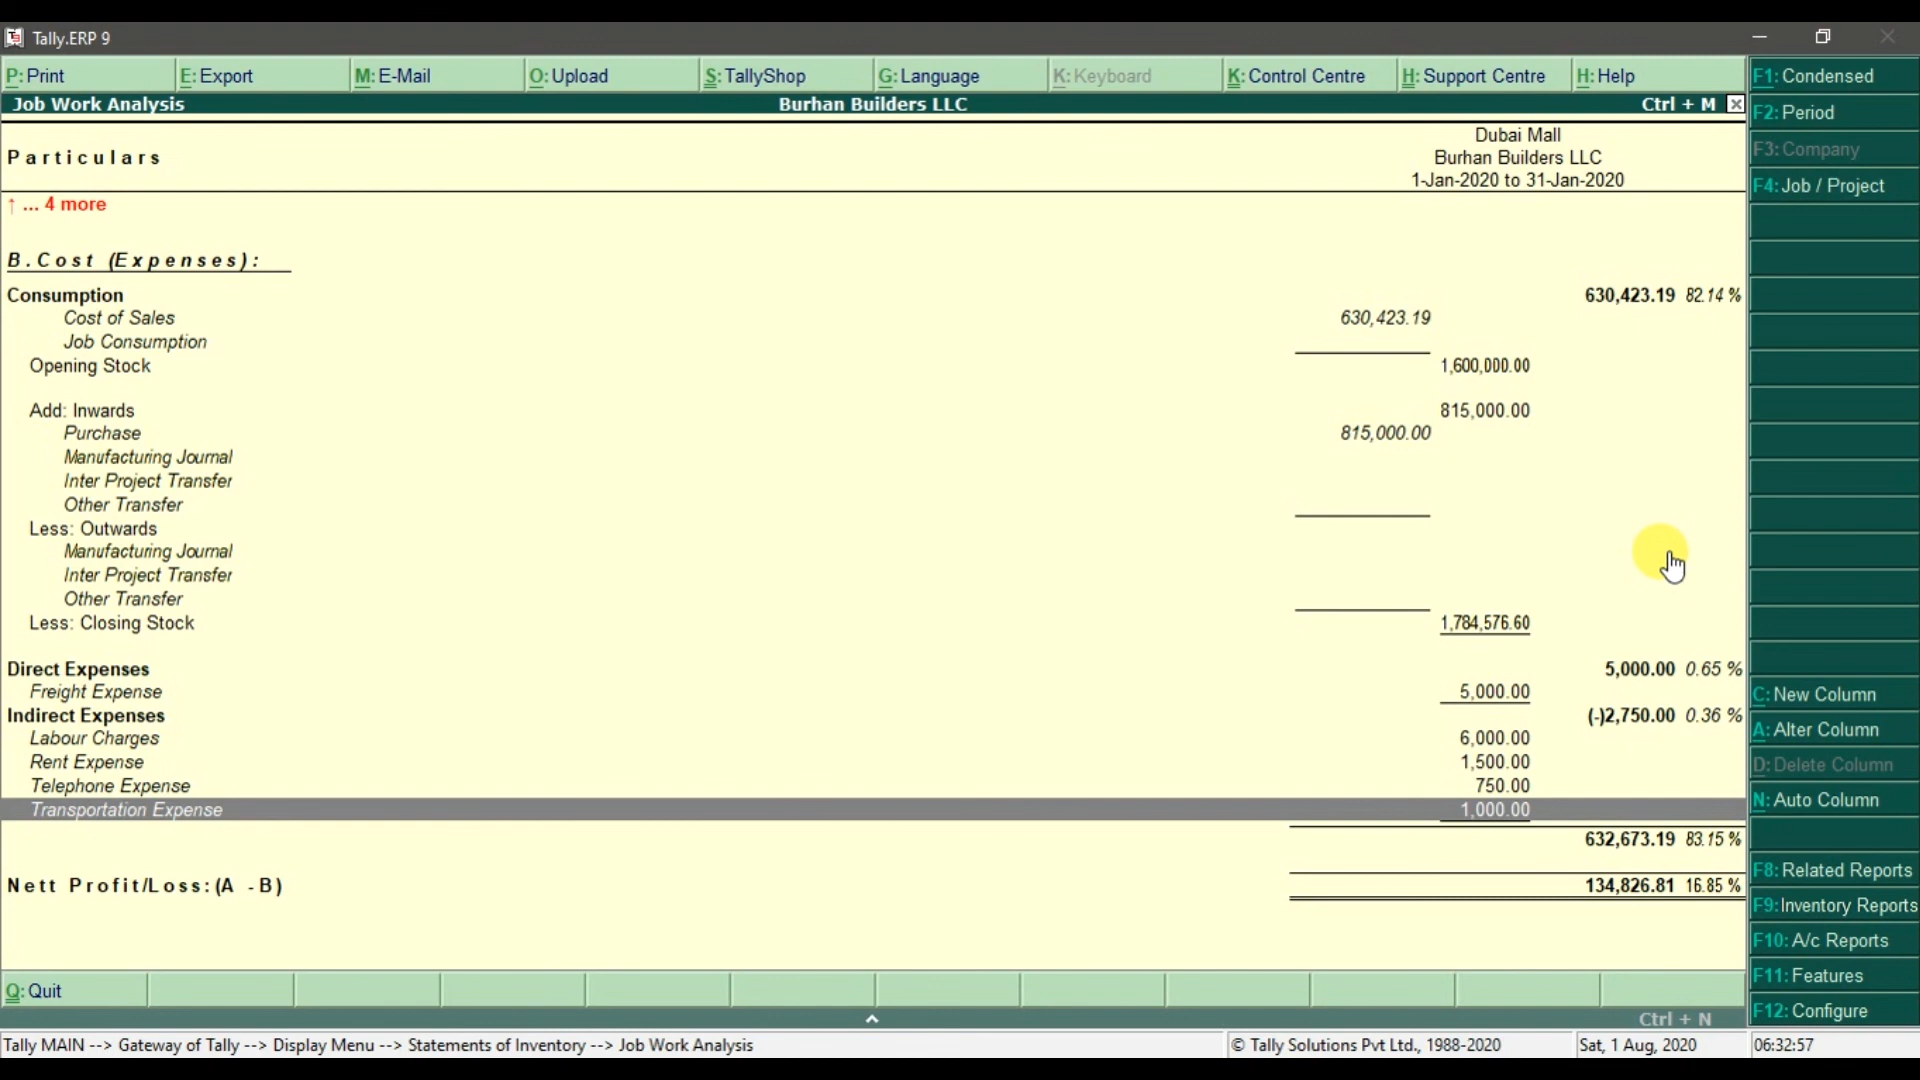 Tally.ERP 9
P: Print E: Export M: E-Mail O: Upload S: TallyShop G: Language K: Keyboard K: Control Centre H: Support Centre H: Help
Job Work Analysis Burhan Builders LLC Ctrl + M
Particulars
Dubai Mall
Burhan Builders LLC
1-Jan-2020 to 31-Jan-2020
↑ ... 4 more
B.Cost (Expenses):
Consumption 630,423.19 82.14 %
Cost of Sales 630,423.19
Job Consumption
Opening Stock 1,600,000.00
Add: Inwards 815,000.00
Purchase 815,000.00
Manufacturing Journal
Inter Project Transfer
Other Transfer
Less: Outwards
Manufacturing Journal
Inter Project Transfer
Other Transfer
Less: Closing Stock 1,784,576.60
Direct Expenses 5,000.00 0.65 %
Freight Expense 5,000.00
Indirect Expenses (-)2,750.00 0.36 %
Labour Charges 6,000.00
Rent Expense 1,500.00
Telephone Expense 750.00
Transportation Expense 1,000.00
632,673.19 83.15 %
Nett Profit/Loss:(A - B) 134,826.81 16.85 %
F1: Condensed
F2: Period
F3: Company
F4: Job / Project
C: New Column
A: Alter Column
D: Delete Column
N: Auto Column
F8: Related Reports
F9: Inventory Reports
F10: A/c Reports
F11: Features
F12: Configure
Q: Quit
Ctrl + N
Tally MAIN --> Gateway of Tally --> Display Menu --> Statements of Inventory --> Job Work Analysis © Tally Solutions Pvt Ltd., 1988-2020 Sat, 1 Aug, 2020 06:32:57